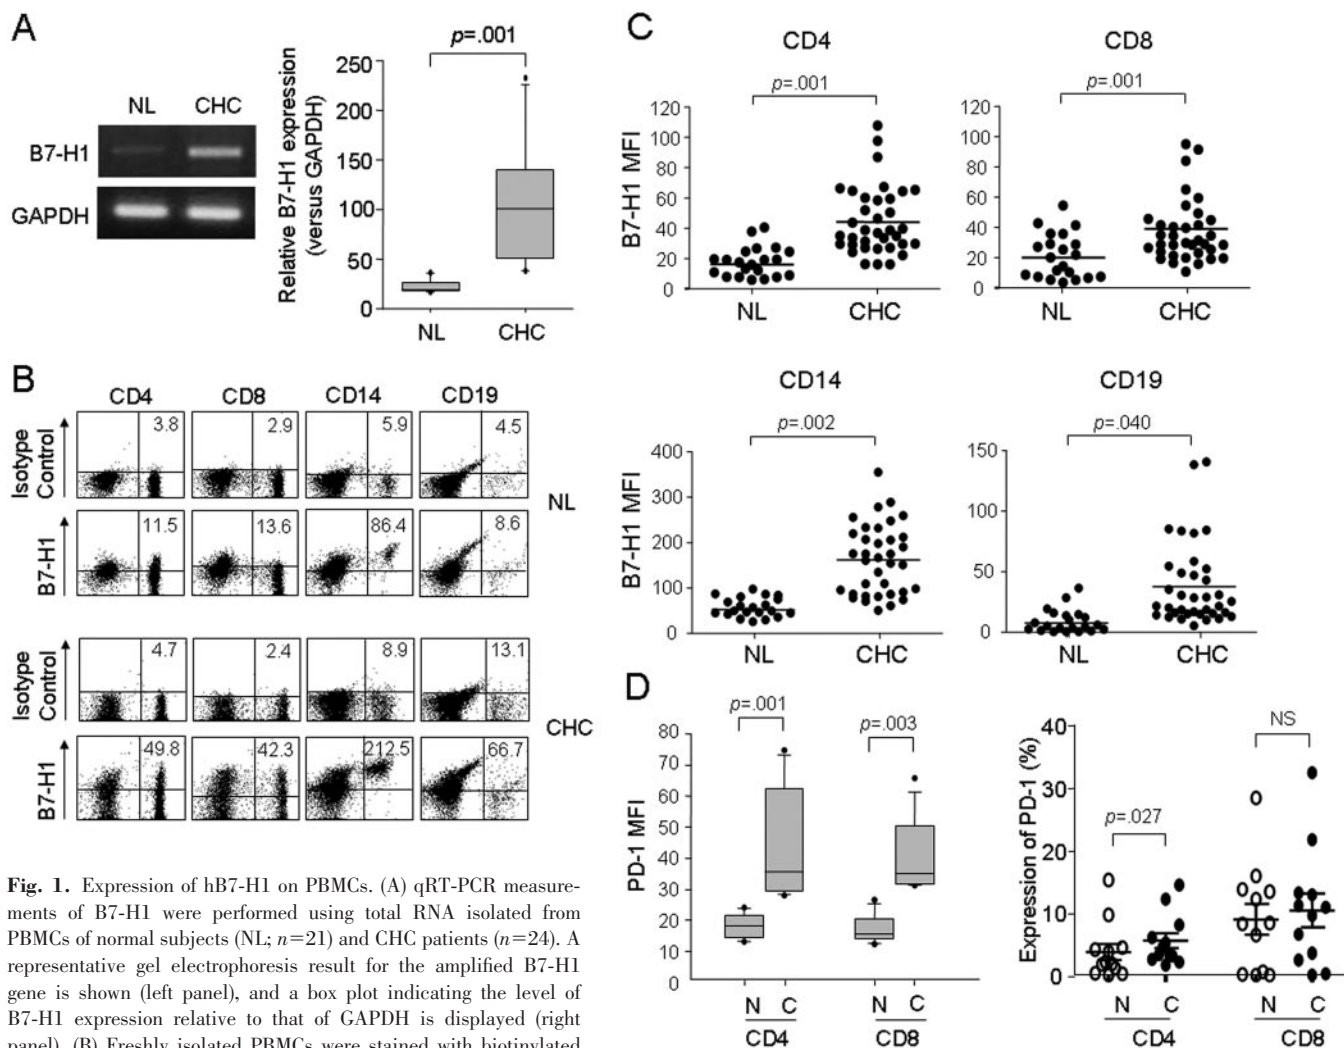 A
NL CHC
B7-H1
GAPDH
Relative B7-H1 expression
(versus GAPDH)
p=.001
250
200
150
100
50
0
NL CHC
B
CD4 CD8 CD14 CD19
Isotype
Control
3.8 2.9 5.9 4.5
NL
B7-H1
11.5 13.6 86.4 8.6
Isotype
Control
4.7 2.4 8.9 13.1
CHC
B7-H1
49.8 42.3 212.5 66.7
Fig. 1. Expression of hB7-H1 on PBMCs. (A) qRT-PCR measure-
ments of B7-H1 were performed using total RNA isolated from
PBMCs of normal subjects (NL; n=21) and CHC patients (n=24). A
representative gel electrophoresis result for the amplified B7-H1
gene is shown (left panel), and a box plot indicating the level of
B7-H1 expression relative to that of GAPDH is displayed (right
panel). (B) Freshly isolated PBMCs were stained with biotinylated
C
CD4
p=.001
B7-H1 MFI
120
100
80
60
40
20
0
NL CHC
CD8
p=.001
120
100
80
60
40
20
0
NL CHC
CD14
p=.002
B7-H1 MFI
400
300
200
100
0
NL CHC
CD19
p=.040
150
100
50
0
NL CHC
D
PD-1 MFI
80
70
60
50
40
30
20
10
0
p=.001
p=.003
N C N C
CD4 CD8
Expression of PD-1 (%)
40
30
20
10
0
p=.027
NS
N C N C
CD4 CD8